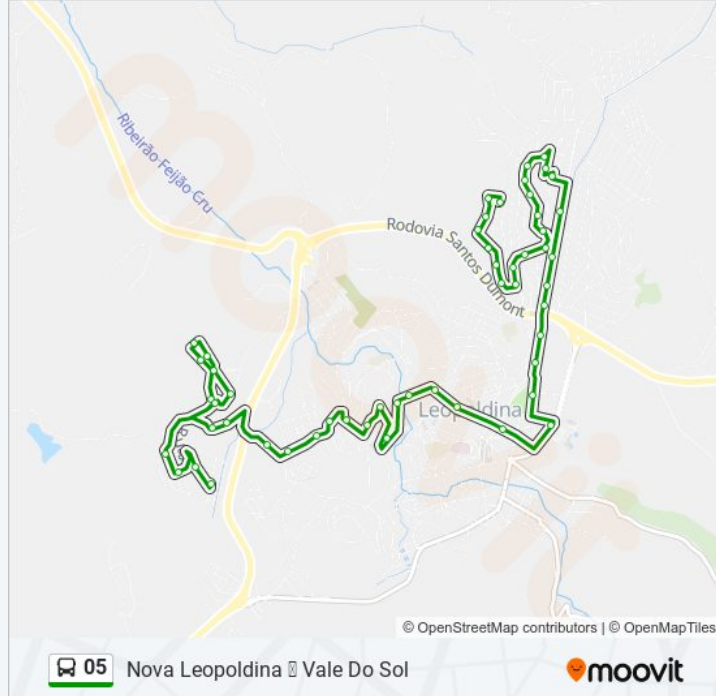 Ribeirão Feijão Cru
Rodovia Santos Dumont
Leopoldina
© OpenStreetMap contributors | © OpenMapTiles
05 Nova Leopoldina Vale Do Sol
moovit